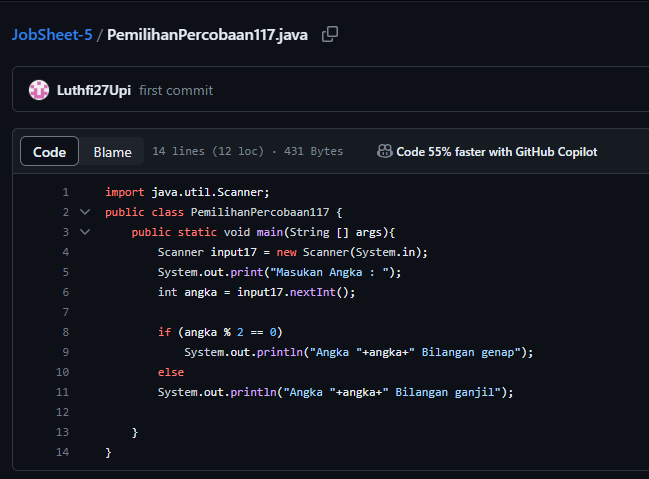 JobSheet-5 / PemilihanPercobaan117.java
Luthfi27Upi first commit
Code Blame 14 lines (12 loc) · 431 Bytes Code 55% faster with GitHub Copilot
1 import java.util.Scanner;
2 public class PemilihanPercobaan117 {
3 public static void main(String [] args){
4 Scanner input17 = new Scanner(System.in);
5 System.out.print("Masukan Angka : ");
6 int angka = input17.nextInt();
7
8 if (angka % 2 == 0)
9 System.out.println("Angka "+angka+" Bilangan genap");
10 else
11 System.out.println("Angka "+angka+" Bilangan ganjil");
12
13 }
14 }